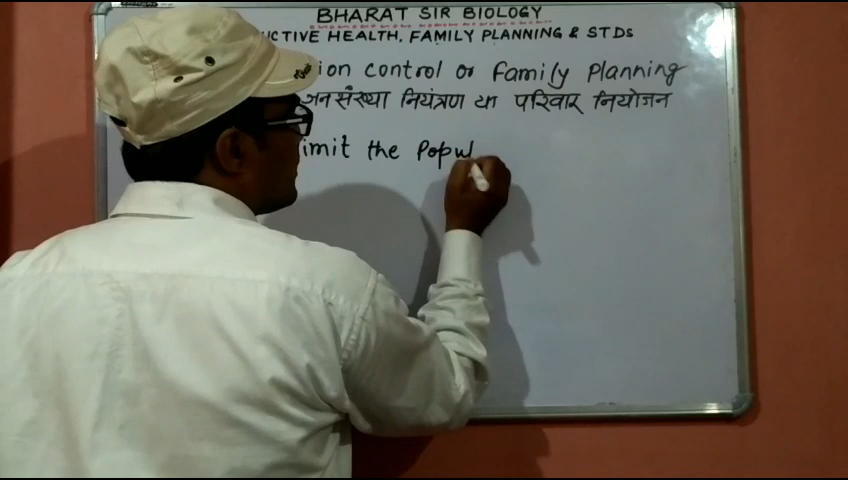 BHARAT SIR BIOLOGY
UCTIVE HEALTH, FAMILY PLANNING & STDs
ion control or Family Planning
जनसंख्या नियंत्रण या परिवार नियोजन
imit the Popul